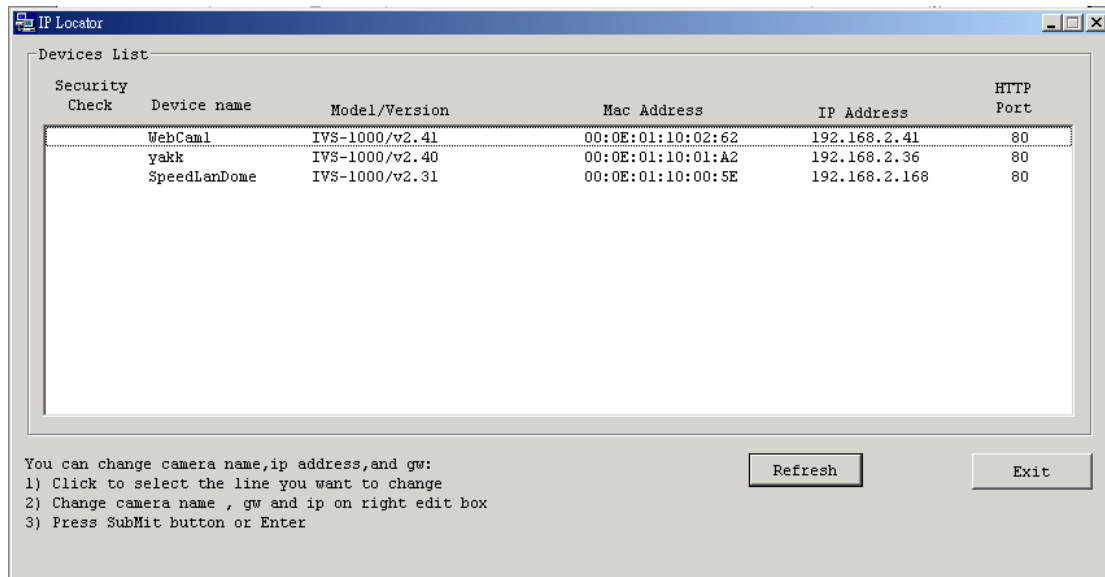 IP Locator
Devices List
Security Check Device name Model/Version Mac Address IP Address HTTP Port
WebCam1 IVS-1000/v2.41 00:0E:01:10:02:62 192.168.2.41 80
yakk IVS-1000/v2.40 00:0E:01:10:01:A2 192.168.2.36 80
SpeedLanDome IVS-1000/v2.31 00:0E:01:10:00:5E 192.168.2.168 80
You can change camera name,ip address,and gw:
1) Click to select the line you want to change
2) Change camera name , gw and ip on right edit box
3) Press SubMit button or Enter
Refresh
Exit